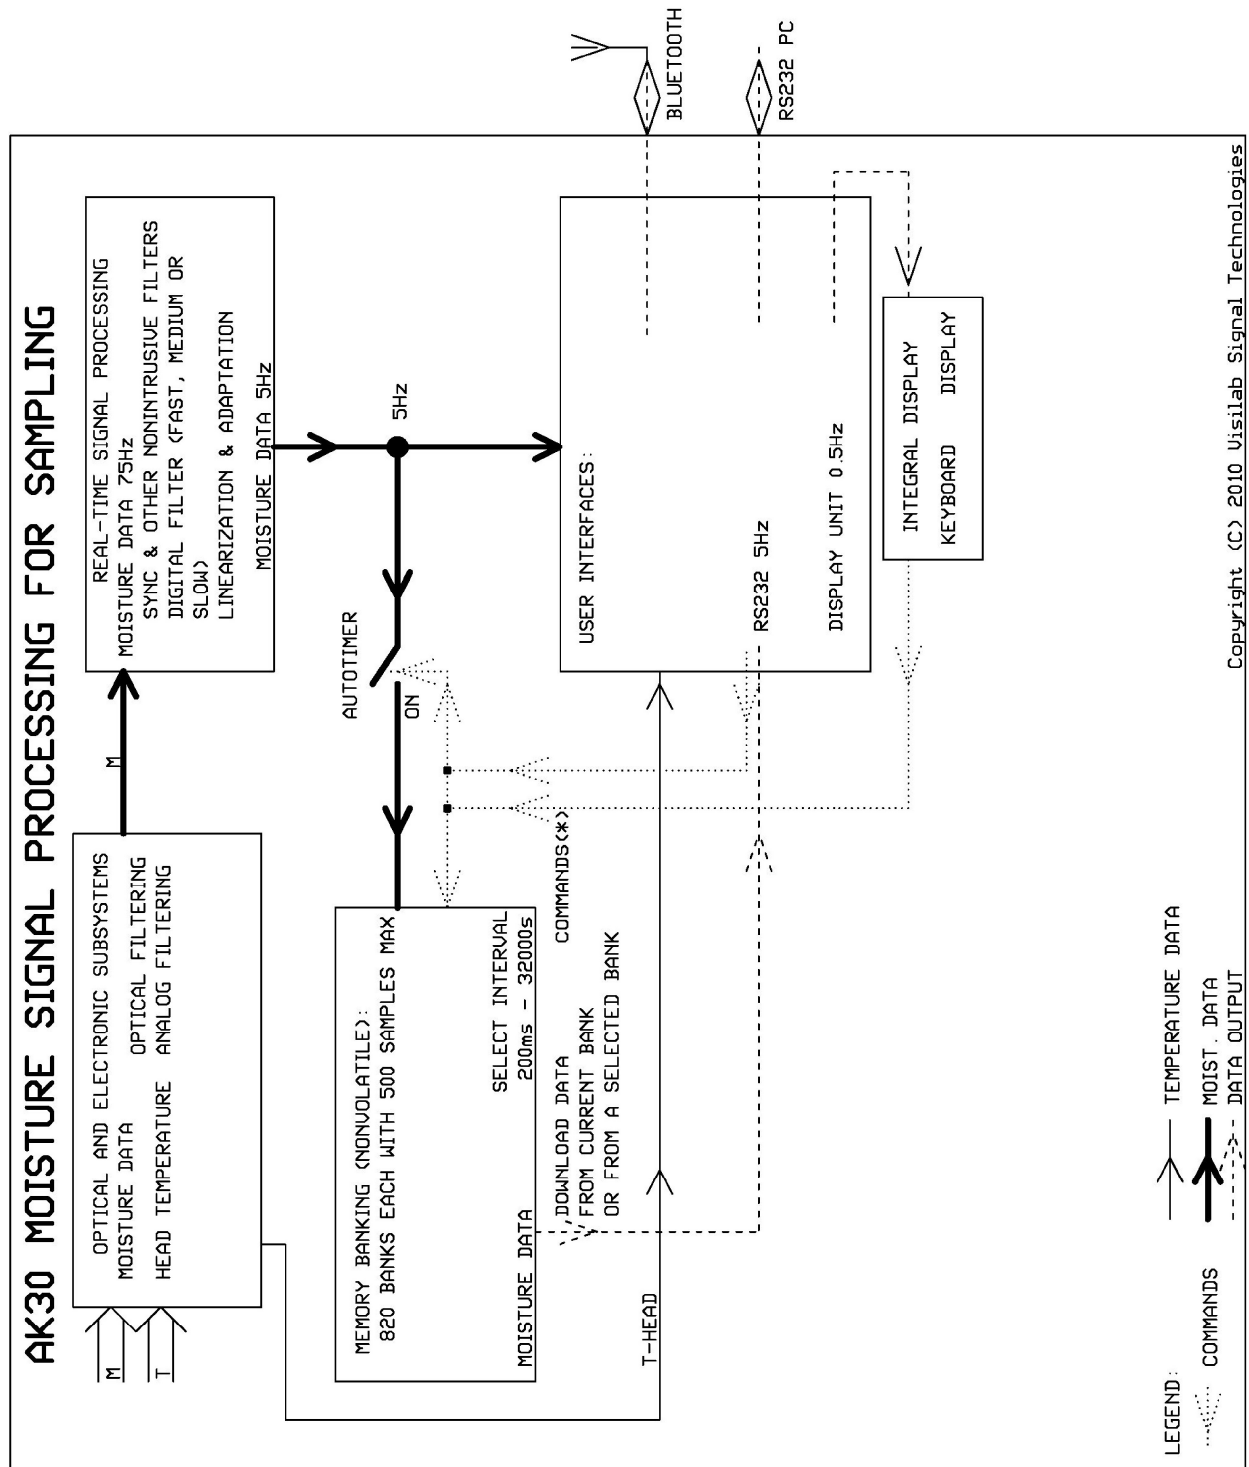 AK30 MOISTURE SIGNAL PROCESSING FOR SAMPLING
M
T
OPTICAL AND ELECTRONIC SUBSYSTEMS
MOISTURE DATA
OPTICAL FILTERING
HEAD TEMPERATURE ANALOG FILTERING
M
REAL-TIME SIGNAL PROCESSING
MOISTURE DATA 75Hz
SYNC & OTHER NONINTRUSIVE FILTERS
DIGITAL FILTER (FAST, MEDIUM OR
SLOW)
LINEARIZATION & ADAPTATION
MOISTURE DATA 5Hz
AUTOTIMER
ON
5Hz
MEMORY BANKING (NONVOLATILE):
820 BANKS EACH WITH 500 SAMPLES MAX
SELECT INTERVAL
200ms - 32000s
MOISTURE DATA
DOWNLOAD DATA
FROM CURRENT BANK
OR FROM A SELECTED BANK
COMMANDS(*)
T-HEAD
USER INTERFACES:
RS232 5Hz
DISPLAY UNIT 0.5Hz
BLUETOOTH
RS232 PC
INTEGRAL DISPLAY
KEYBOARD DISPLAY
LEGEND:
TEMPERATURE DATA
COMMANDS
MOIST. DATA
DATA OUTPUT
Copyright (C) 2010 Visilab Signal Technologies